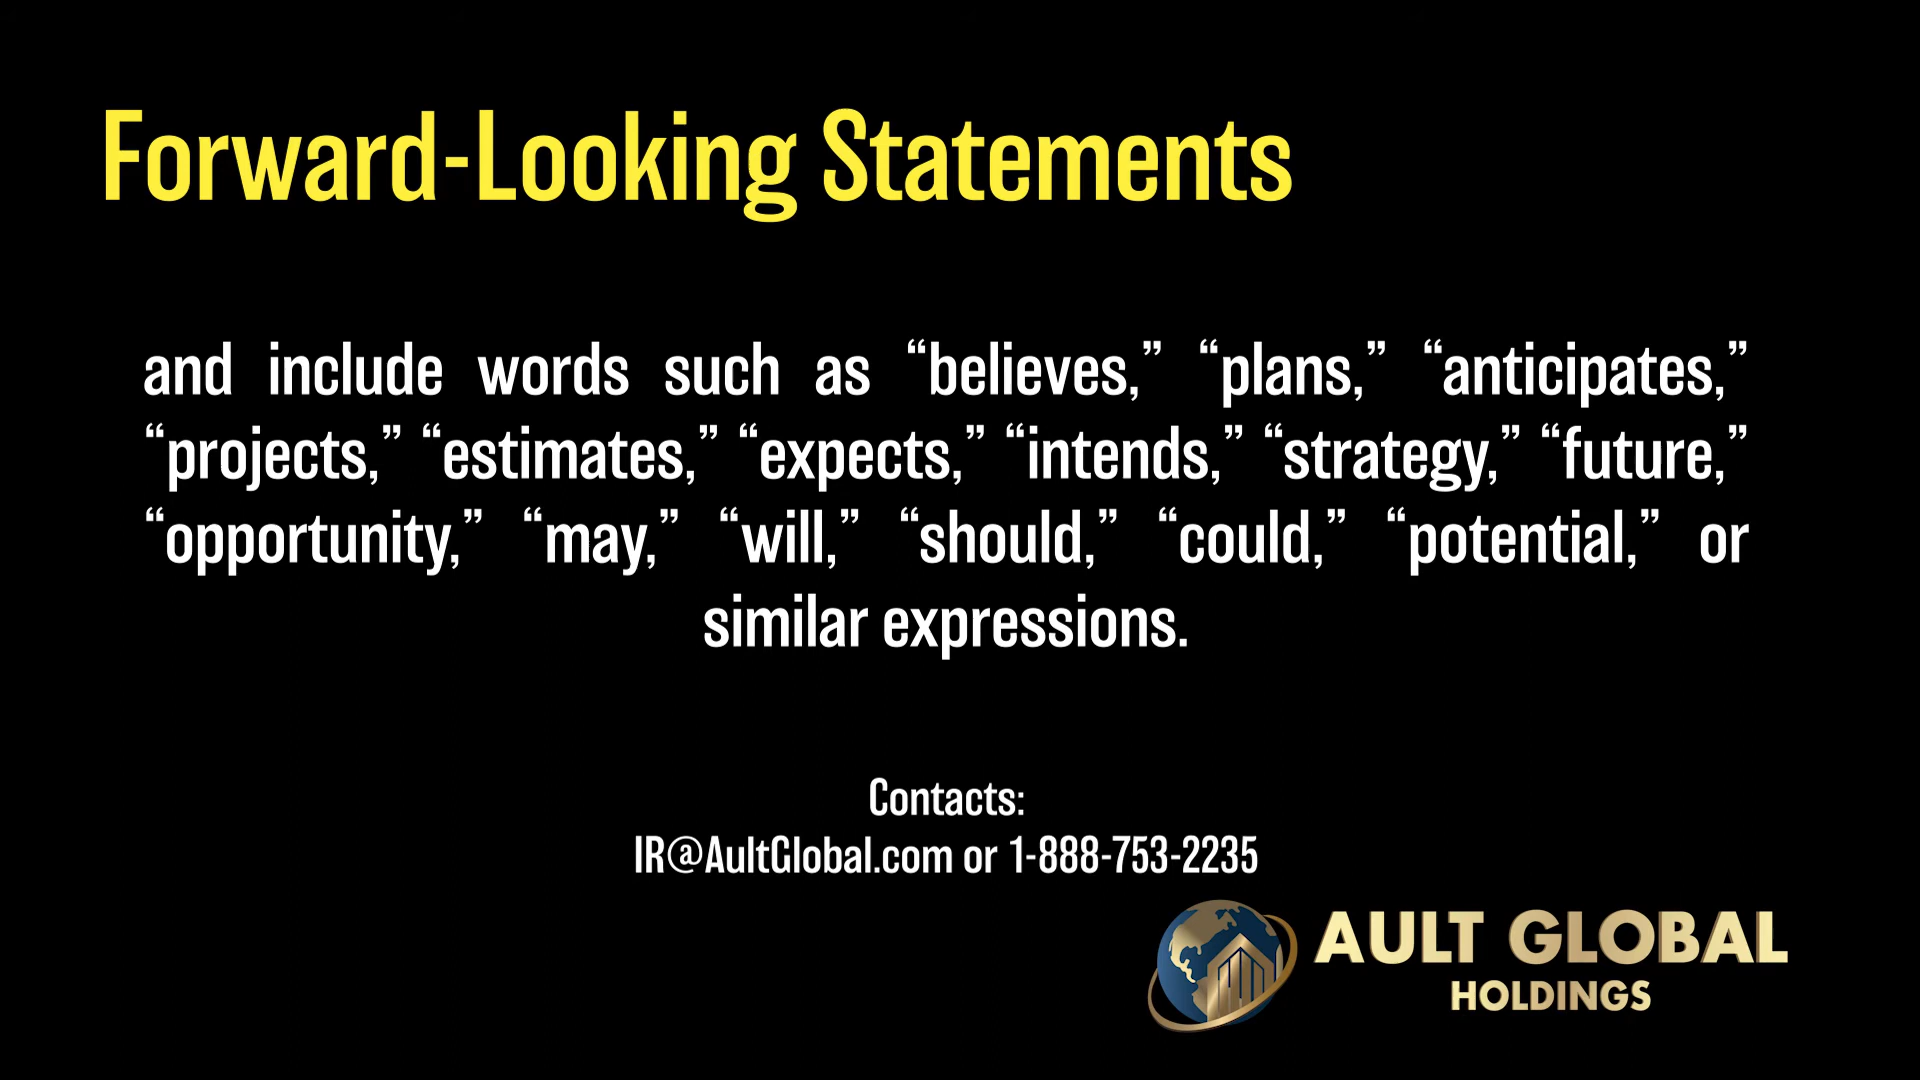 Forward-Looking Statements
and include words such as “believes,” “plans,” “anticipates,”
“projects,” “estimates,” “expects,” “intends,” “strategy,” “future,”
“opportunity,” “may,” “will,” “should,” “could,” “potential,” or
similar expressions.
Contacts:
IR@AultGlobal.com or 1-888-753-2235
AULT GLOBAL
HOLDINGS